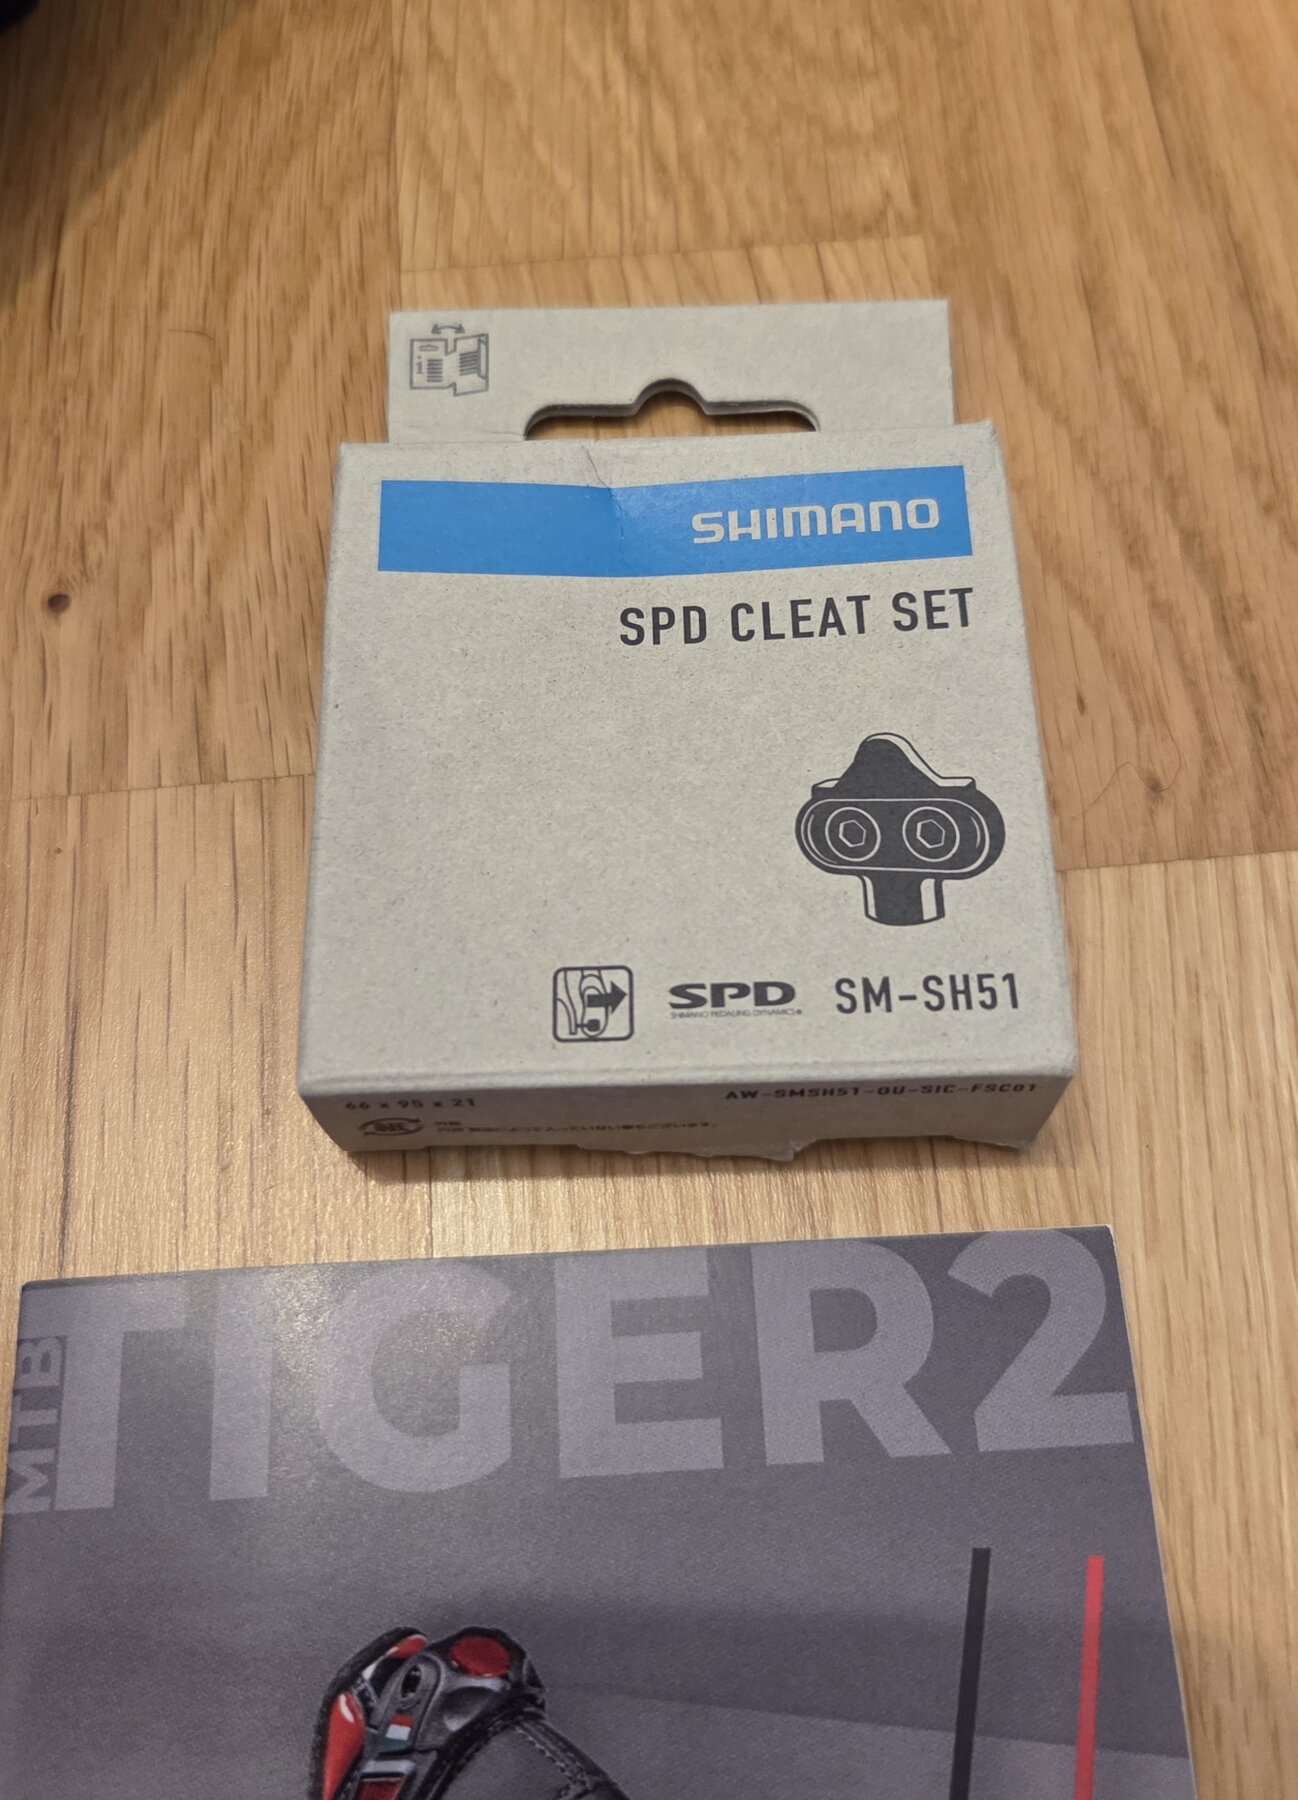 SHIMANO
SPD CLEAT SET
SPD SM-SH51
SHIMANO PEDALING DYNAMICS
66 x 95 x 21
AW-SMSH51-OU-SIC-FSC01
MTB
TIGER2